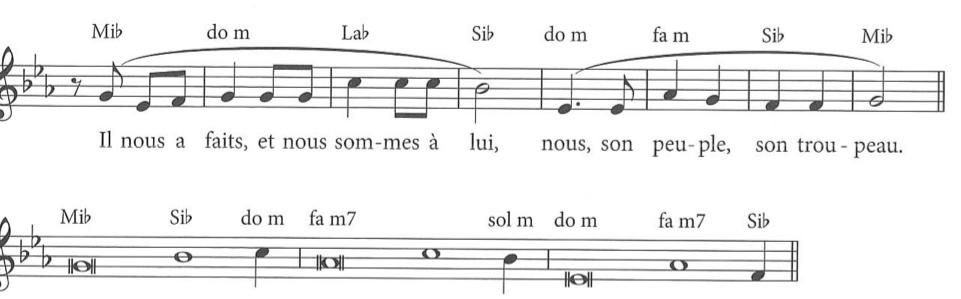 Mi♭ do m La♭ Si♭ do m fa m Si♭ Mi♭
Il nous a faits, et nous som-mes à lui, nous, son peu-ple, son trou-peau.
Mi♭ Si♭ do m fa m7 sol m do m fa m7 Si♭